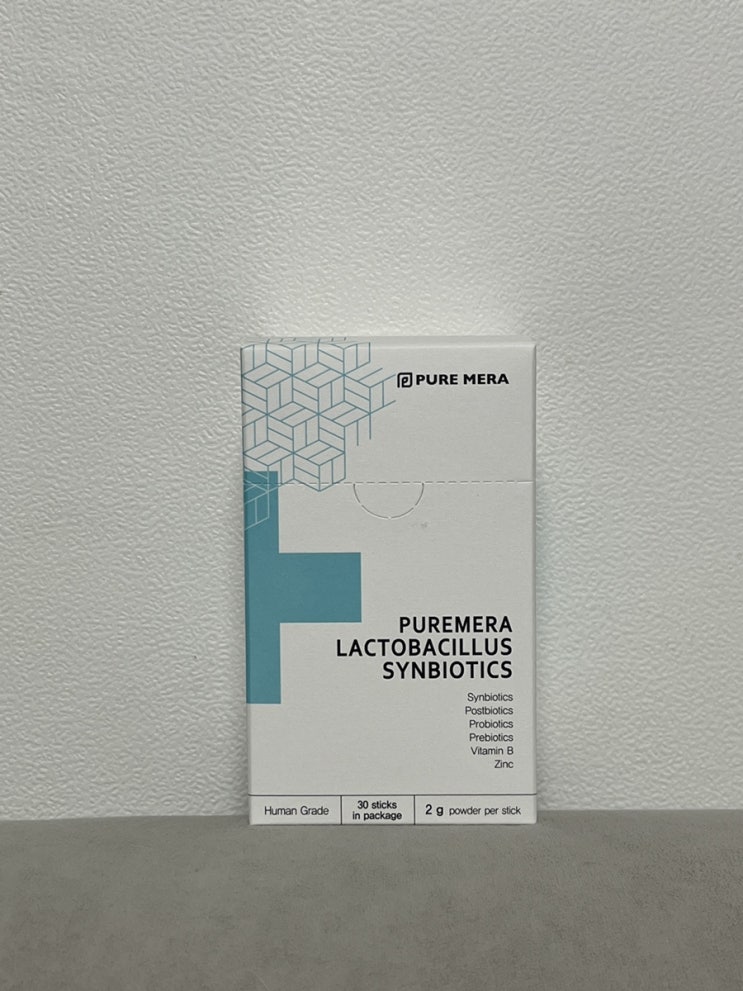 PURE MERA
PUREMERA
LACTOBACILLUS
SYNBIOTICS
Synbiotics
Postbiotics
Probiotics
Prebiotics
Vitamin B
Zinc
Human Grade
30 sticks
in package
2 g powder per stick